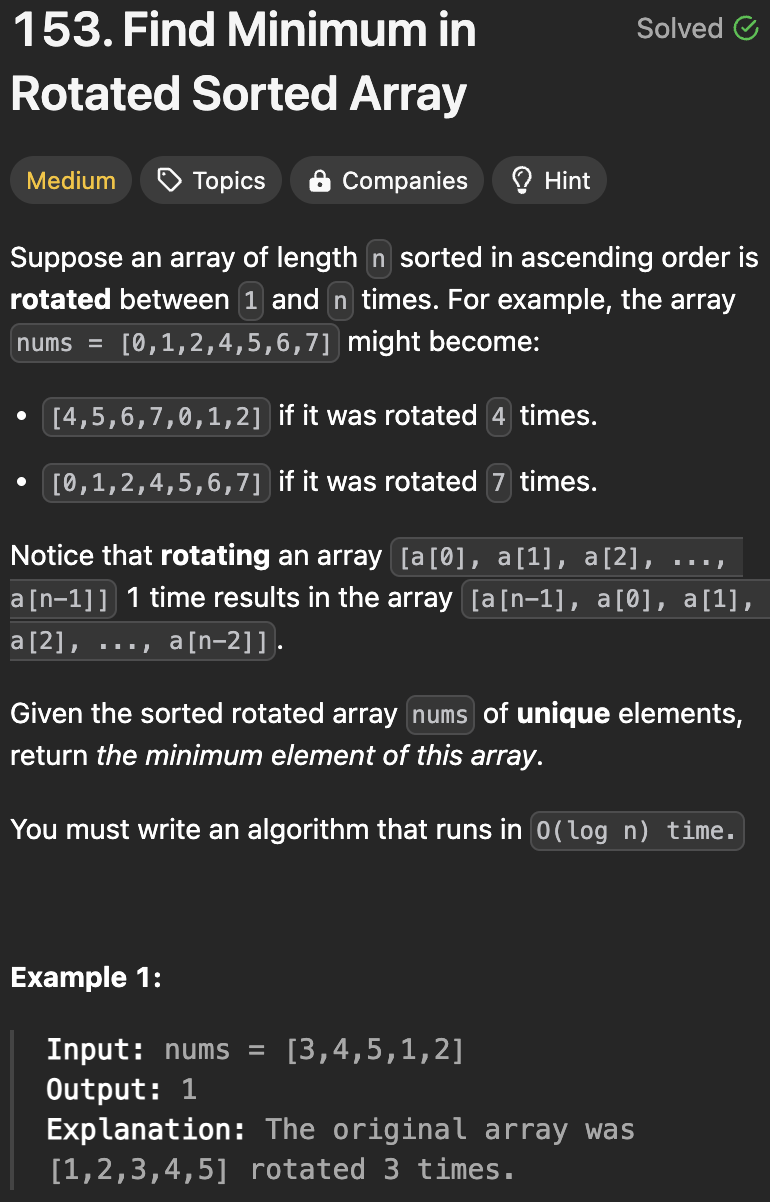 153. Find Minimum in
Rotated Sorted Array
Solved
Medium Topics Companies Hint
Suppose an array of length n sorted in ascending order is
rotated between 1 and n times. For example, the array
nums = [0,1,2,4,5,6,7] might become:
• [4,5,6,7,0,1,2] if it was rotated 4 times.
• [0,1,2,4,5,6,7] if it was rotated 7 times.
Notice that rotating an array [a[0], a[1], a[2], ...,
a[n-1]] 1 time results in the array [a[n-1], a[0], a[1],
a[2], ..., a[n-2]].
Given the sorted rotated array nums of unique elements,
return the minimum element of this array.
You must write an algorithm that runs in O(log n) time.
Example 1:
Input: nums = [3,4,5,1,2]
Output: 1
Explanation: The original array was
[1,2,3,4,5] rotated 3 times.